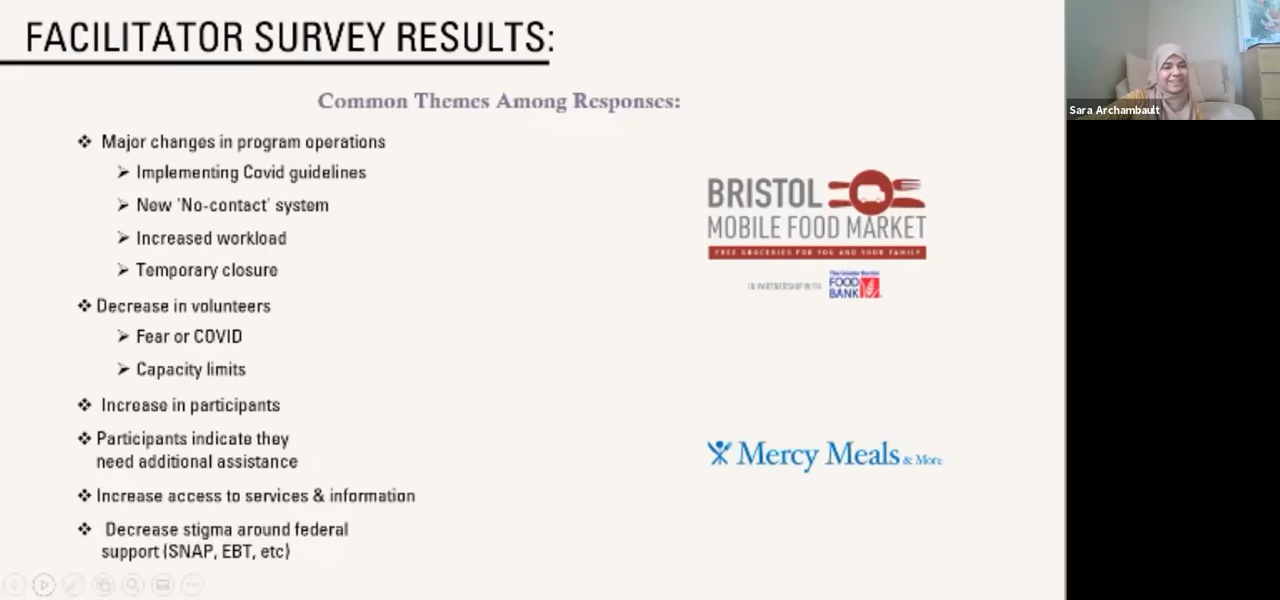 FACILITATOR SURVEY RESULTS:
Common Themes Among Responses:
❖ Major changes in program operations
➢ Implementing Covid guidelines
➢ New 'No-contact' system
➢ Increased workload
➢ Temporary closure
❖ Decrease in volunteers
➢ Fear or COVID
➢ Capacity limits
❖ Increase in participants
❖ Participants indicate they
need additional assistance
❖ Increase access to services & information
❖ Decrease stigma around federal
support (SNAP, EBT, etc)
BRISTOL
MOBILE FOOD MARKET
FREE GROCERIES FOR YOU AND YOUR FAMILY
IN PARTNERSHIP WITH
The Greater Boston
FOOD
BANK
Mercy Meals & More
Sara Archambault